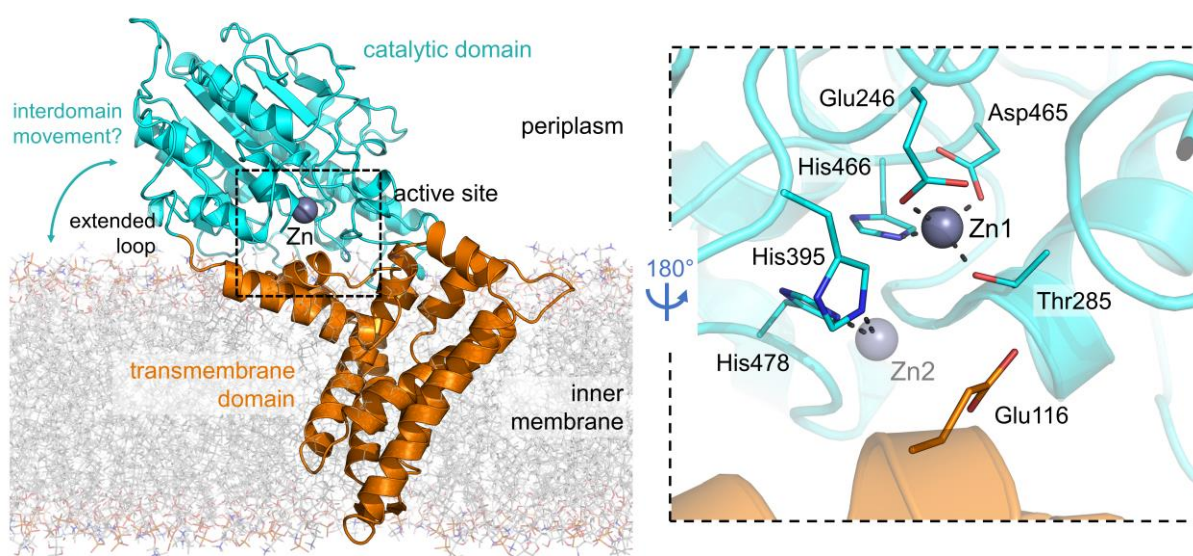 catalytic domain
interdomain
movement?
periplasm
active site
extended
loop
Zn
transmembrane
domain
inner
membrane
180°
Glu246
Asp465
His466
Zn1
His395
Thr285
His478
Zn2
Glu116